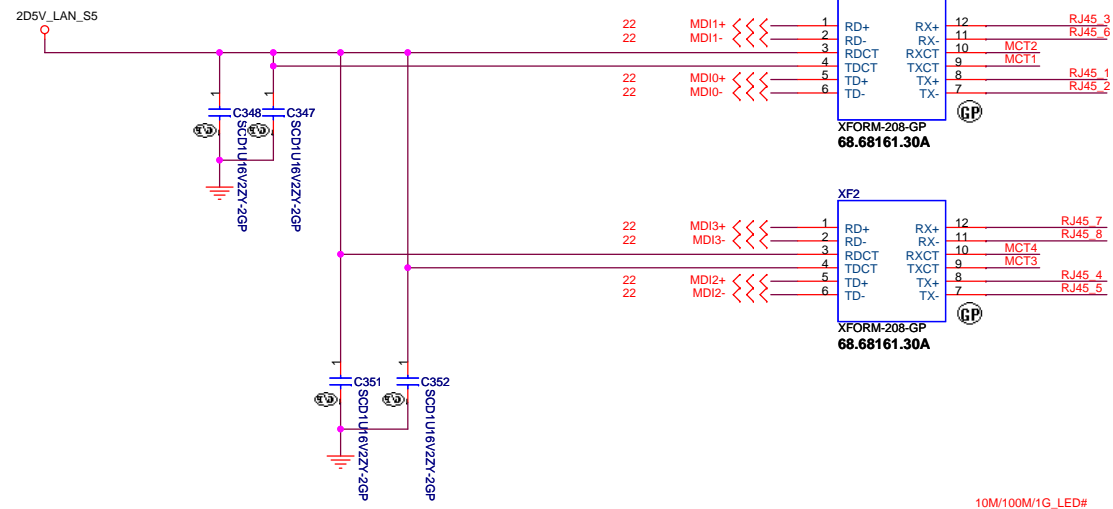 2D5V_LAN_S5
22 MDI1+ 1 RD+ RX+ 12 RJ45_3
22 MDI1- 2 RD- RX- 11 RJ45_6
3 RDCT RXCT 10 MCT2
4 TDCT TXCT 9 MCT1
22 MDI0+ 5 TD+ TX+ 8 RJ45_1
22 MDI0- 6 TD- TX- 7 RJ45_2
GP
XFORM-208-GP
68.68161.30A
1 C348 SCD1U16V2ZY-2GP
1 C347 SCD1U16V2ZY-2GP
XF2
22 MDI3+ 1 RD+ RX+ 12 RJ45_7
22 MDI3- 2 RD- RX- 11 RJ45_8
3 RDCT RXCT 10 MCT4
4 TDCT TXCT 9 MCT3
22 MDI2+ 5 TD+ TX+ 8 RJ45_4
22 MDI2- 6 TD- TX- 7 RJ45_5
GP
XFORM-208-GP
68.68161.30A
1 C351 SCD1U16V2ZY-2GP
1 C352 SCD1U16V2ZY-2GP
10M/100M/1G_LED#